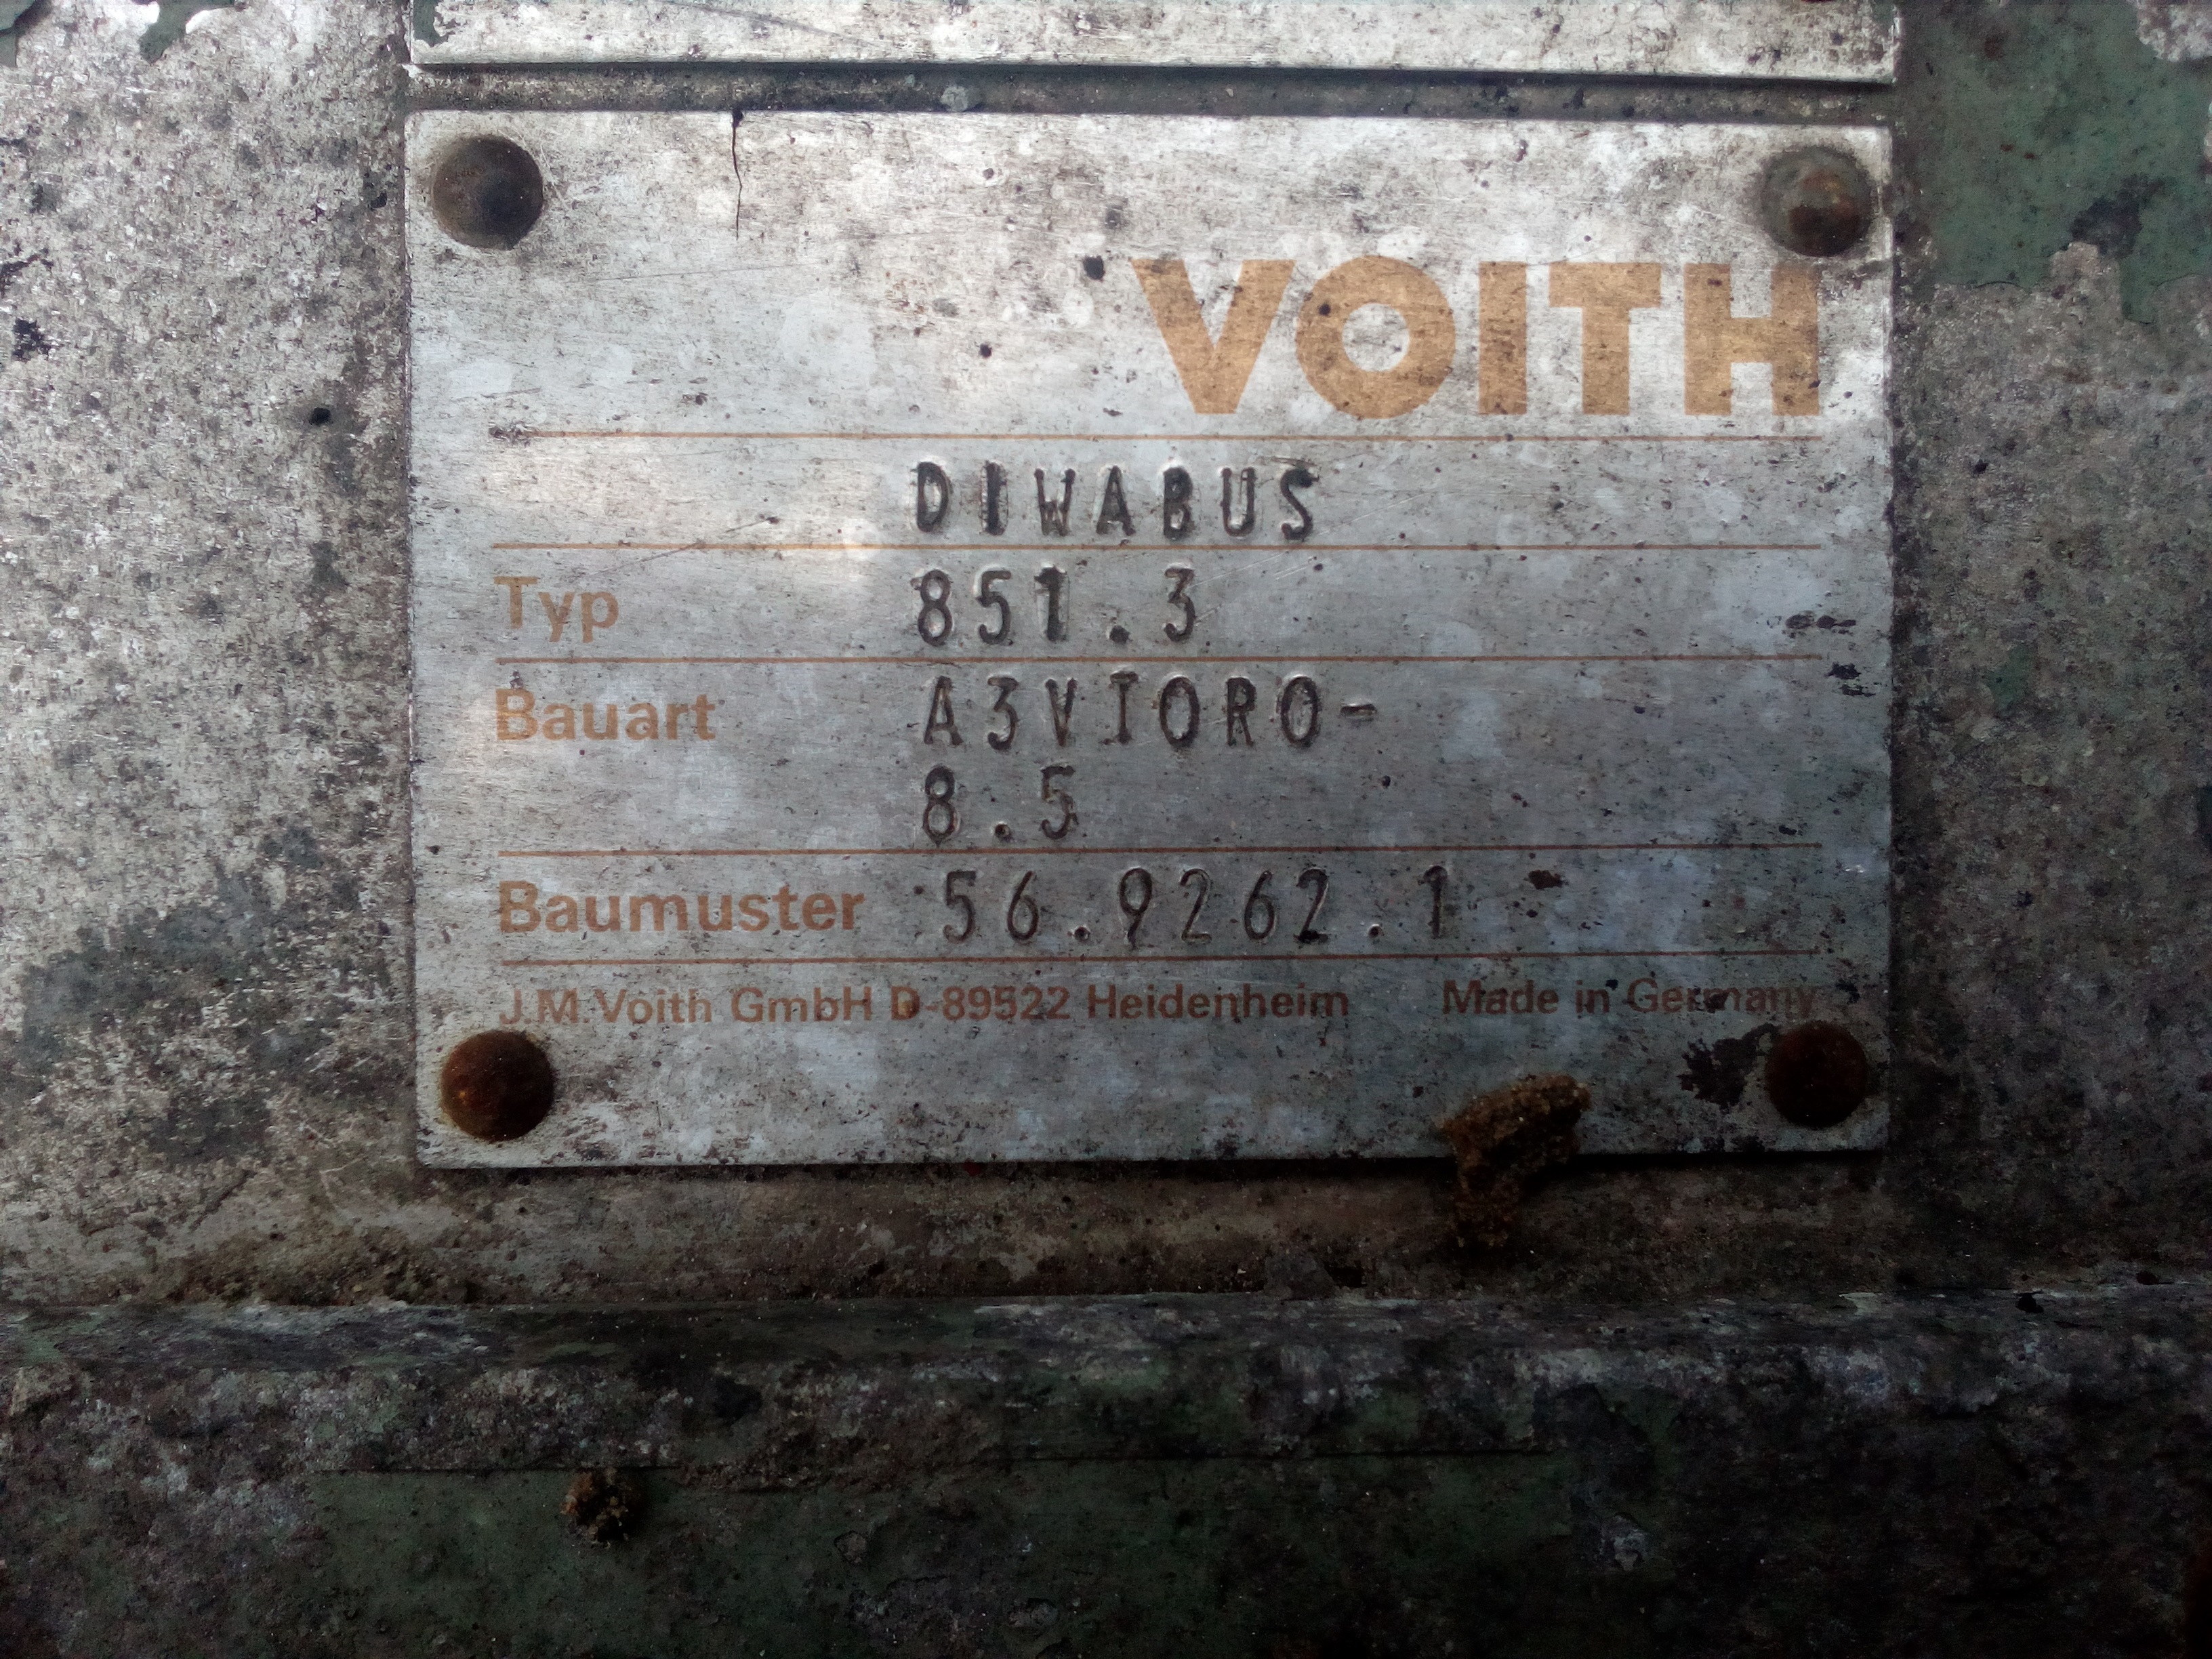 VOITH
DIWABUS
Typ 851.3
Bauart A3VIORO-
8.5
Baumuster 56.9262.1
J.M.Voith GmbH D-89522 Heidenheim Made in Germany